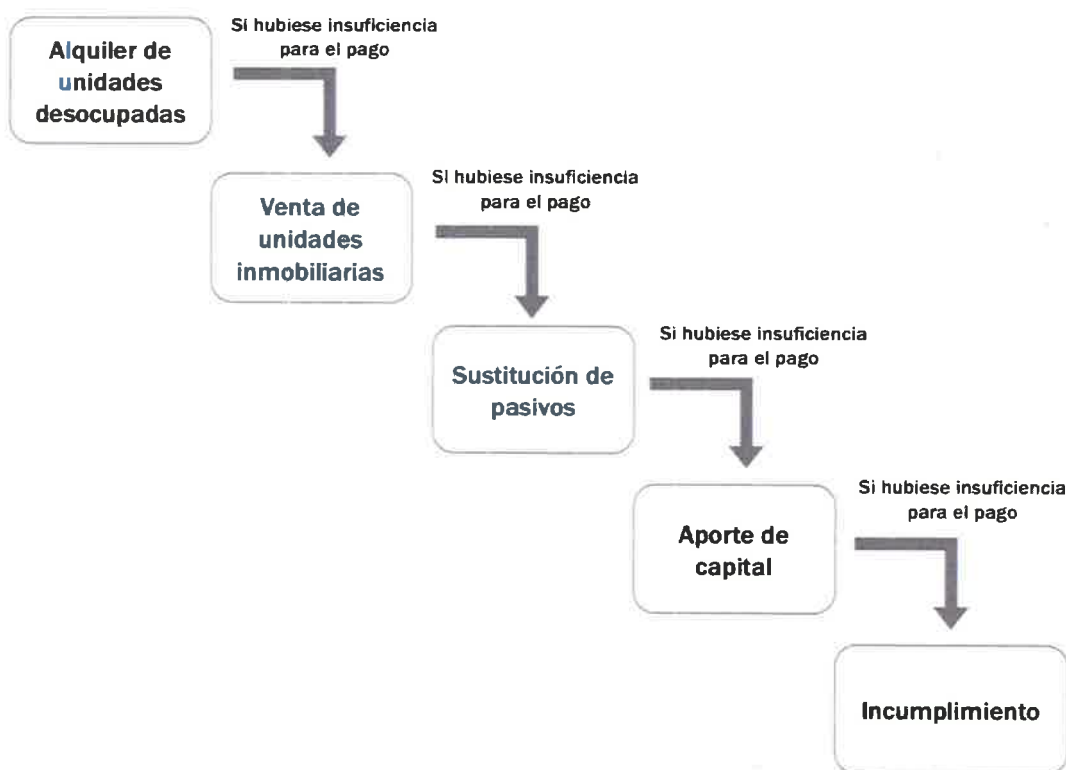 Alquiler de
unidades
desocupadas
Si hubiese insuficiencia
para el pago
Venta de
unidades
inmobiliarias
Si hubiese insuficiencia
para el pago
Sustitución de
pasivos
Si hubiese insuficiencia
para el pago
Aporte de
capital
Si hubiese insuficiencia
para el pago
Incumplimiento